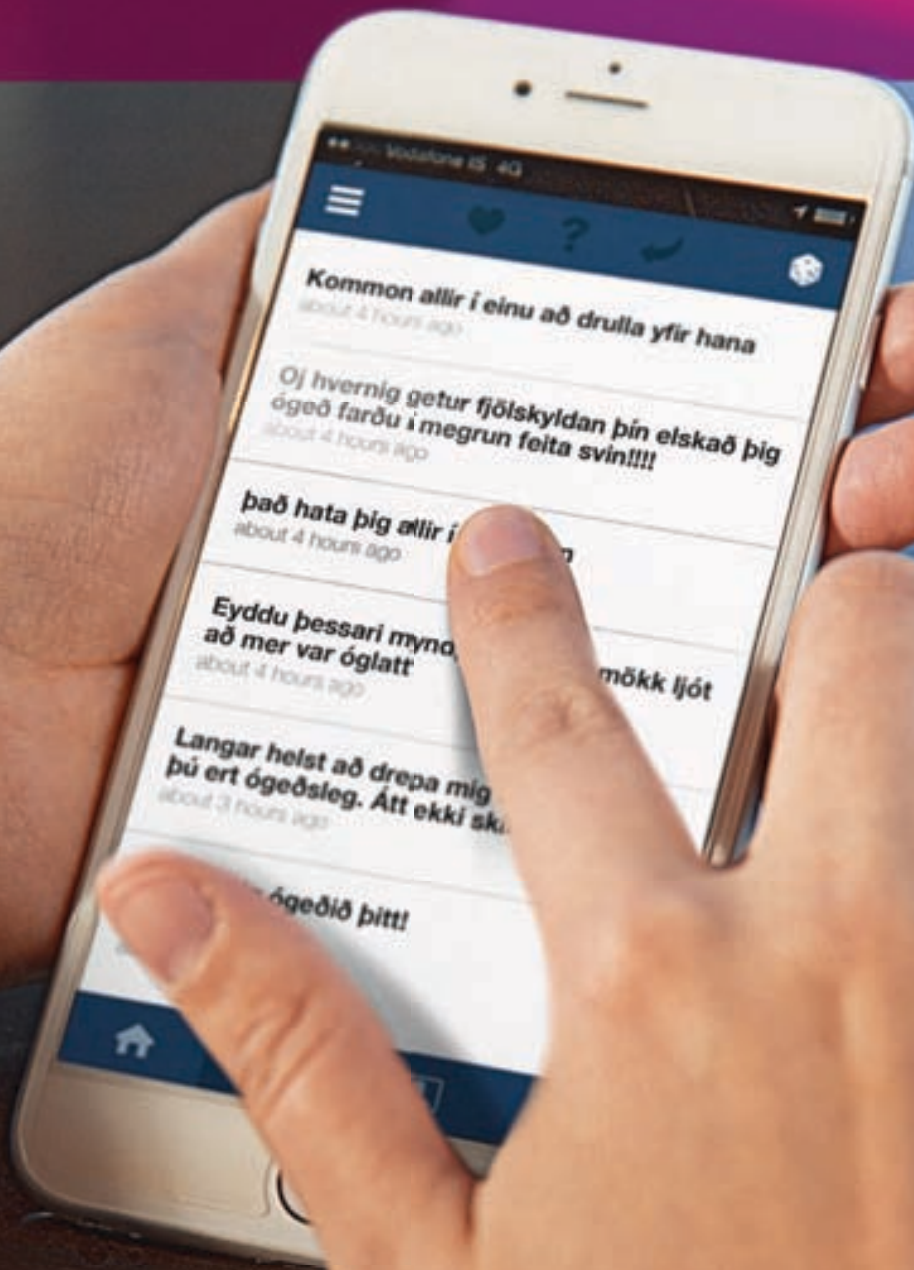 Vodafone IS 4G
?
Kommon allir í einu að drulla yfir hana
about 4 hours ago
Oj hvernig getur fjölskyldan þín elskað þig
ógeð farðu í megrun feita svin!!!!
about 4 hours ago
það hata þig allir í
about 4 hours ago
Eyddu þessari mökk ljót
að mer var óglatt
about 4 hours ago
Langar helst að drepa mig
þú ert ógeðsleg. Átt ekki
about 3 hours ago
ógeðið þitt!